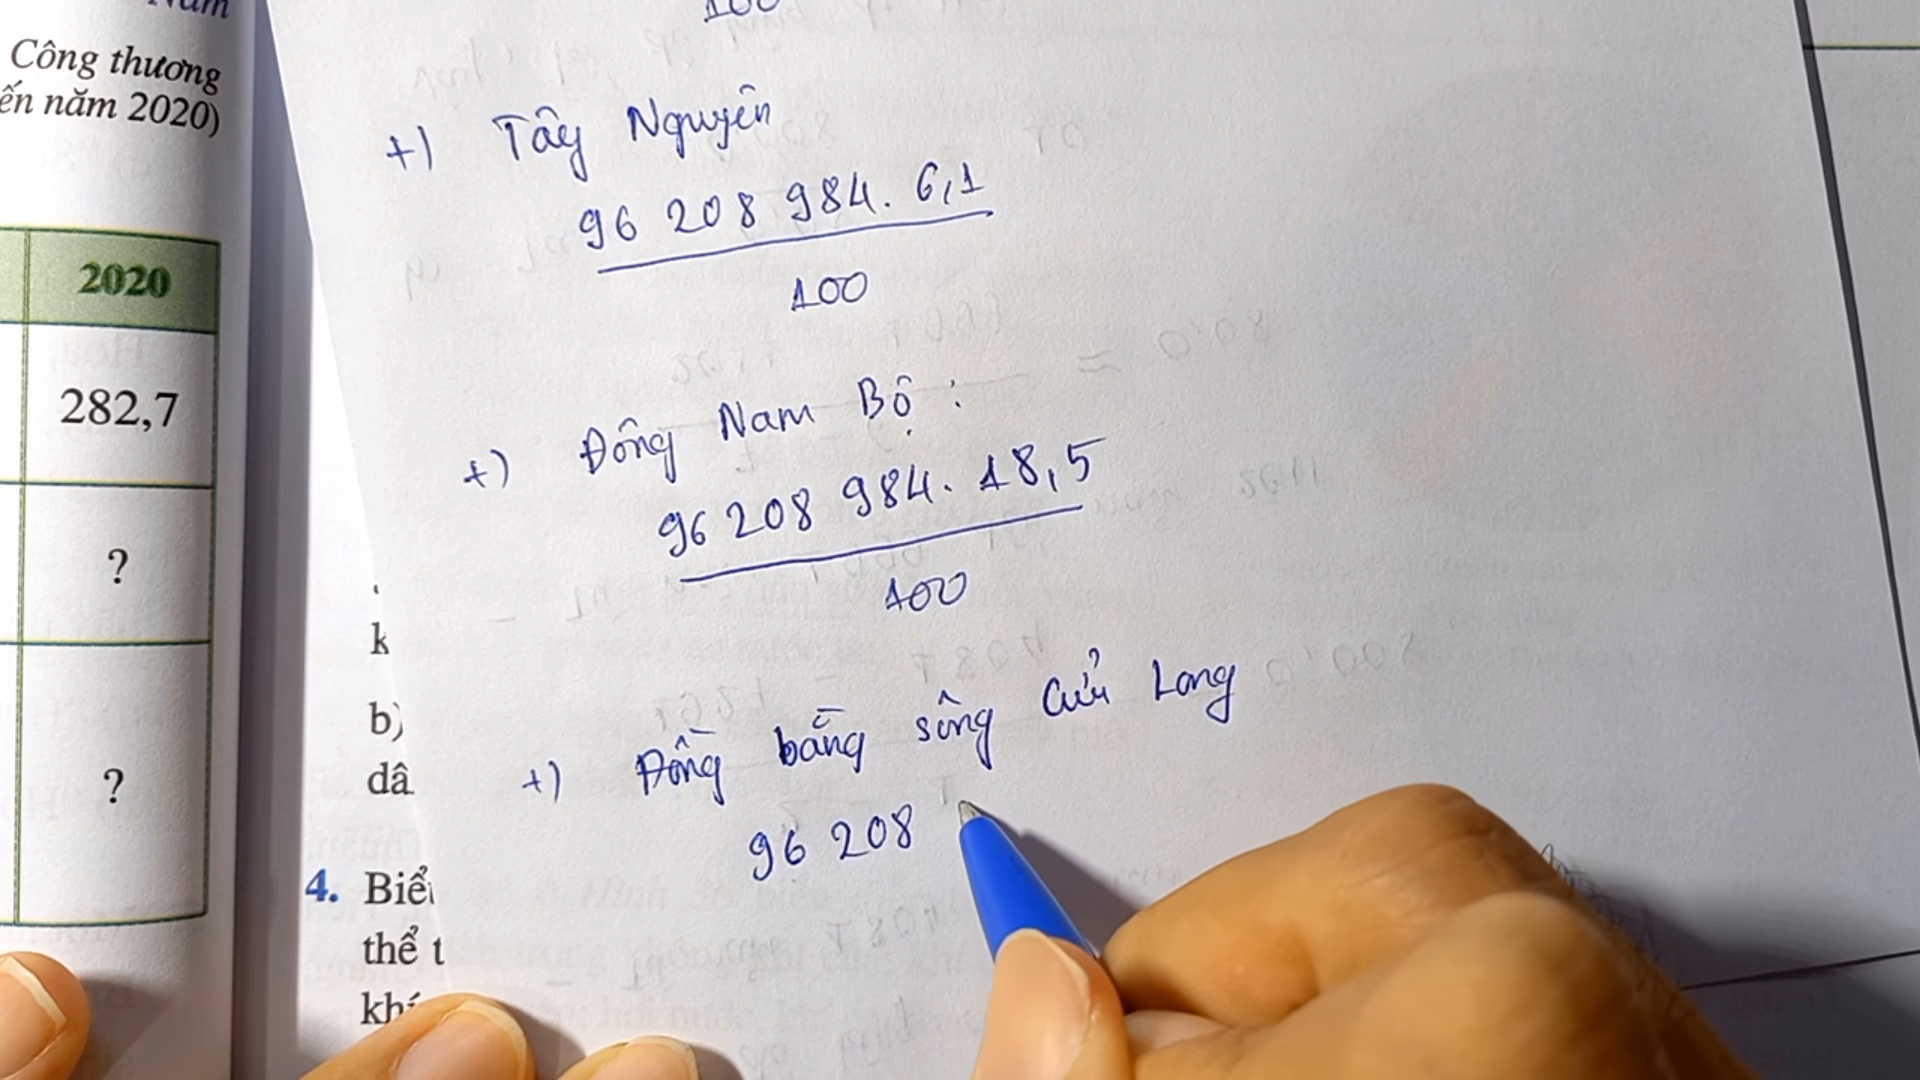 Công thương
ến năm 2020)
2020
282,7
?
?
100
+) Tây Nguyên
96 208 984. 6,1
100
+) Đông Nam Bộ :
96 208 984. 18,5
100
+) Đồng bằng sông Cửu Long
96 208
k
b)
dâ
4. Biể
thể t
khí